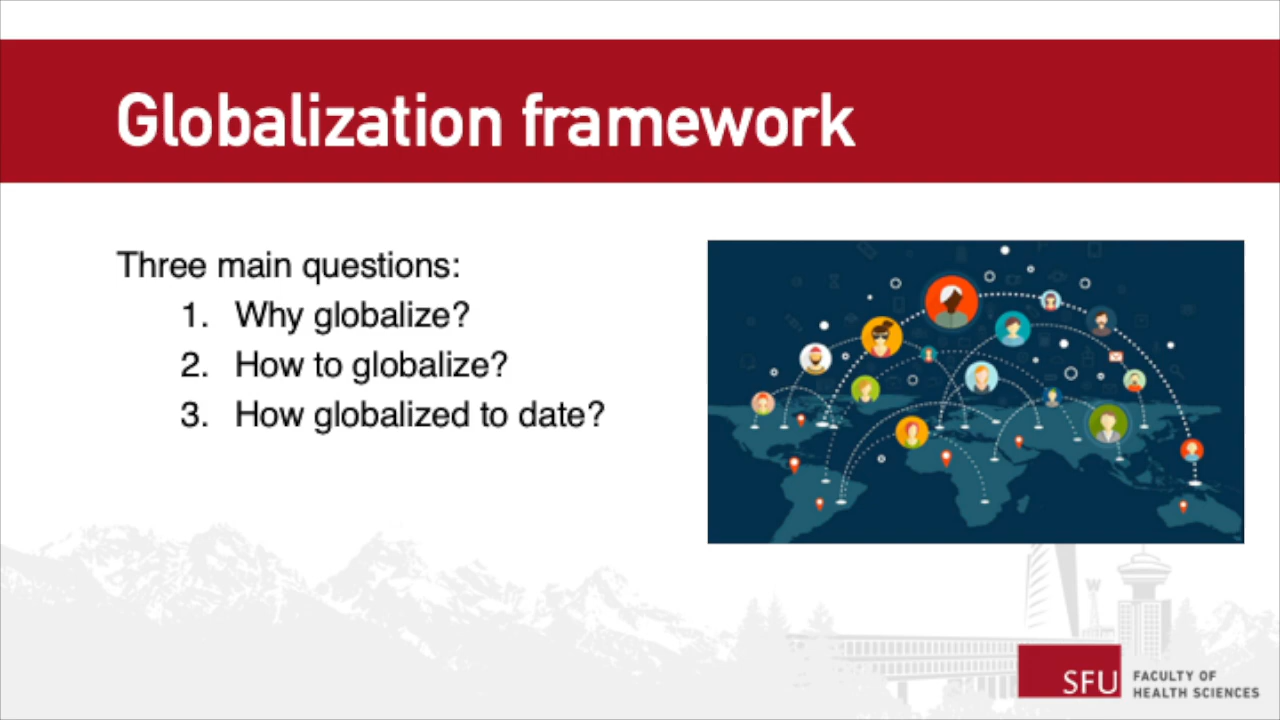 Globalization framework
Three main questions:
1. Why globalize?
2. How to globalize?
3. How globalized to date?
W
SFU
FACULTY OF
HEALTH SCIENCES